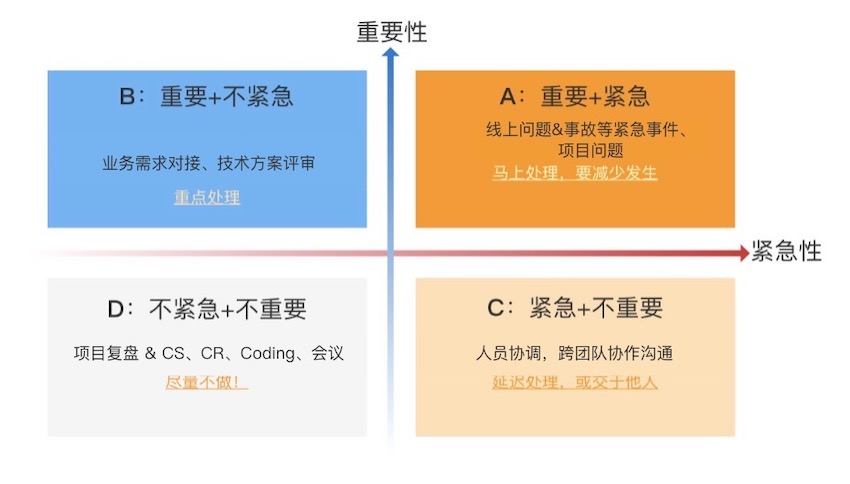 重要性
B：重要+不紧急
业务需求对接、技术方案评审
重点处理
A：重要+紧急
线上问题&事故等紧急事件、
项目问题
马上处理，要减少发生
紧急性
D：不紧急+不重要
项目复盘 & CS、CR、Coding、会议
尽量不做！
C：紧急+不重要
人员协调，跨团队协作沟通
延迟处理，或交于他人